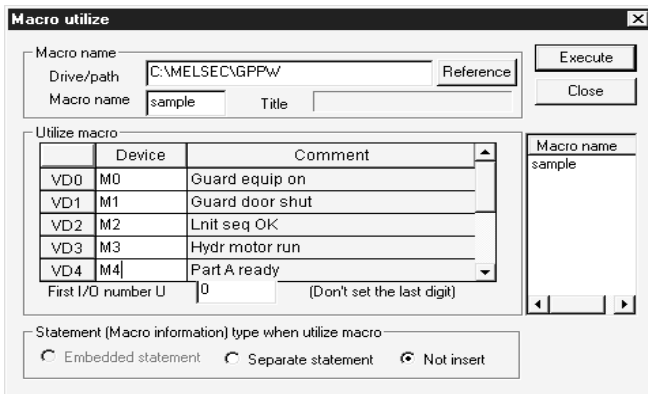 Macro utilize
Macro name
Drive/path C:\MELSEC\GPPW Reference
Macro name sample Title
Execute
Close
Utilize macro
Device Comment
VD0 M0 Guard equip on
VD1 M1 Guard door shut
VD2 M2 Lnit seq OK
VD3 M3 Hydr motor run
VD4 M4 Part A ready
First I/O number U 0 (Don't set the last digit)
Macro name
sample
Statement (Macro information) type when utilize macro
Embedded statement Separate statement Not insert